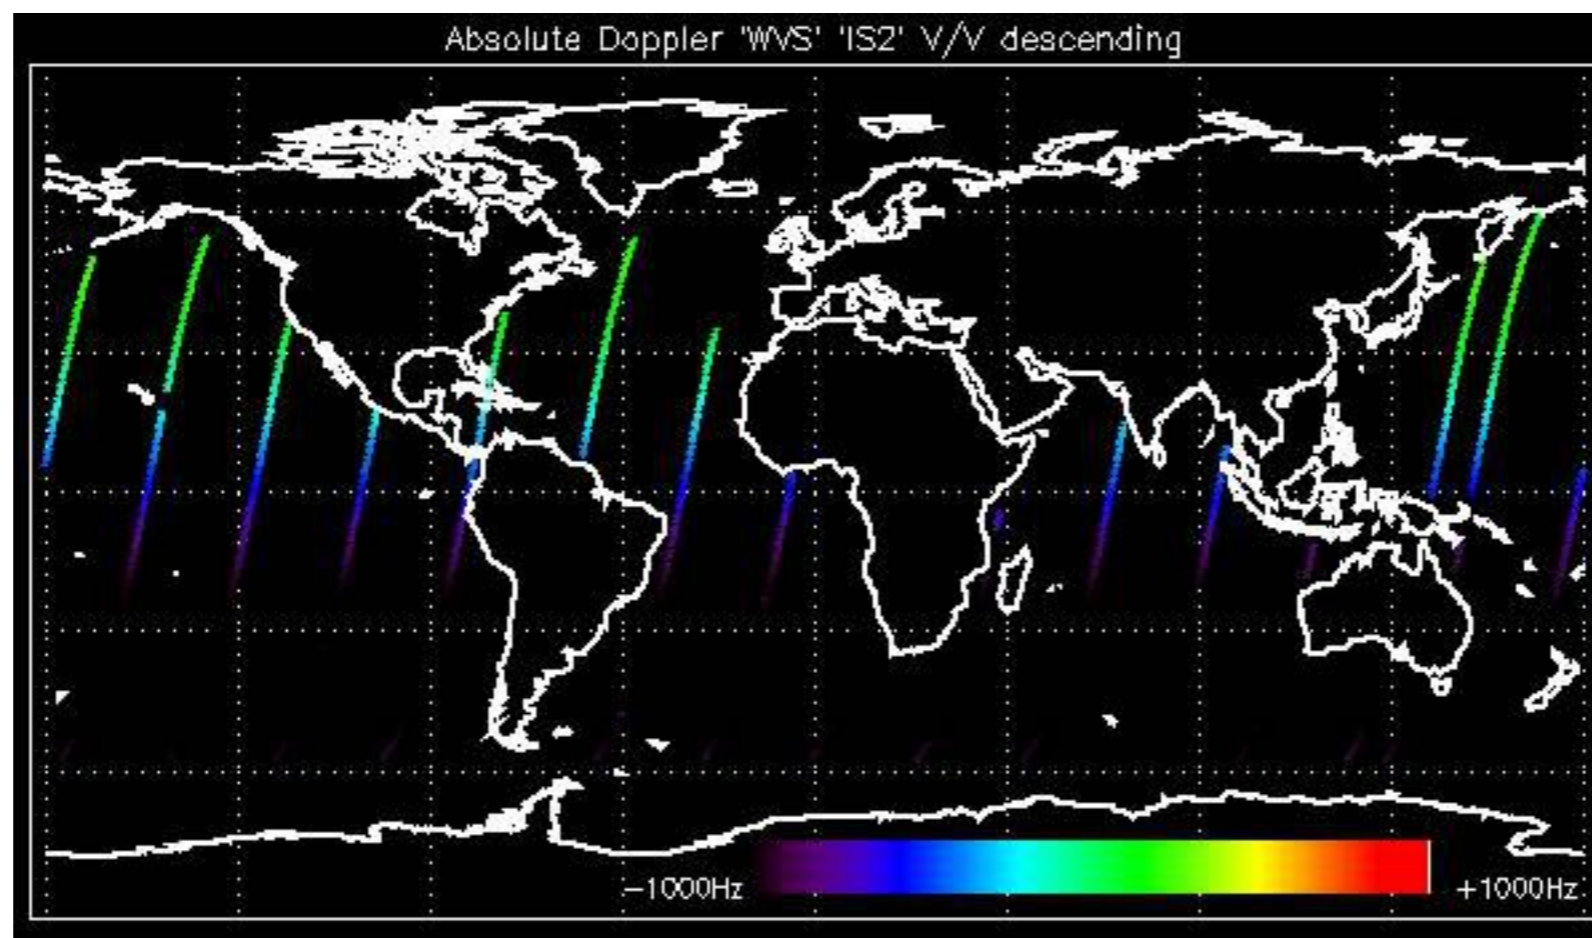 Absolute Doppler 'WVS' 'IS2' V/V descending
−1000Hz +1000Hz